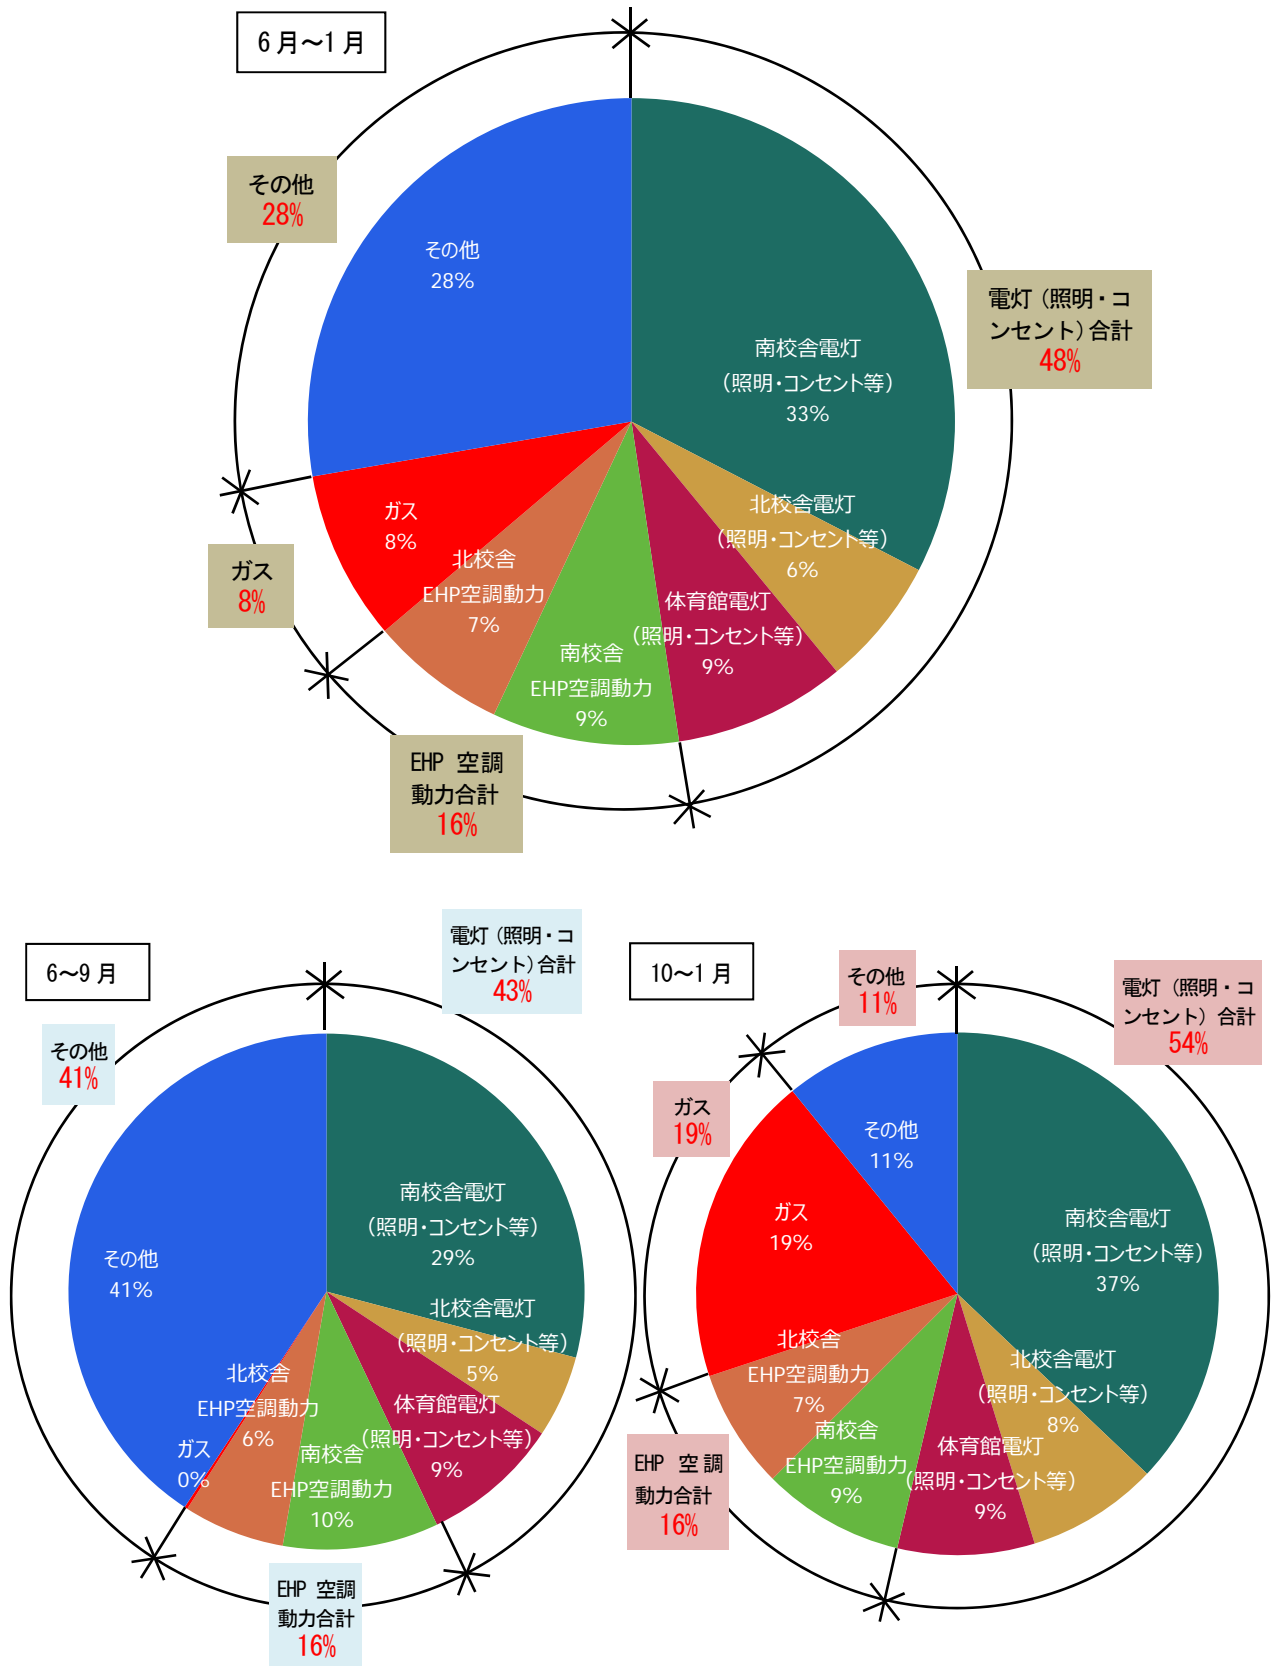 6月～1月
その他
28%
電灯（照明・コ
ンセント）合計
48%
ガス
8%
EHP 空調
動力合計
16%
南校舎電灯
（照明・コンセント等）
33%
北校舎電灯
（照明・コンセント等）
6%
体育館電灯
（照明・コンセント等）
9%
南校舎
EHP空調動力
9%
北校舎
EHP空調動力
7%
ガス
8%
その他
28%
6～9月
電灯（照明・コ
ンセント）合計
43%
その他
41%
EHP 空調
動力合計
16%
南校舎電灯
（照明・コンセント等）
29%
北校舎電灯
（照明・コンセント等）
5%
体育館電灯
（照明・コンセント等）
9%
南校舎
EHP空調動力
10%
北校舎
EHP空調動力
6%
ガス
0%
その他
41%
10～1月
その他
11%
電灯（照明・コ
ンセント）合計
54%
ガス
19%
EHP 空調
動力合計
16%
南校舎電灯
（照明・コンセント等）
37%
北校舎電灯
（照明・コンセント等）
8%
体育館電灯
（照明・コンセント等）
9%
南校舎
EHP空調動力
9%
北校舎
EHP空調動力
7%
ガス
19%
その他
11%